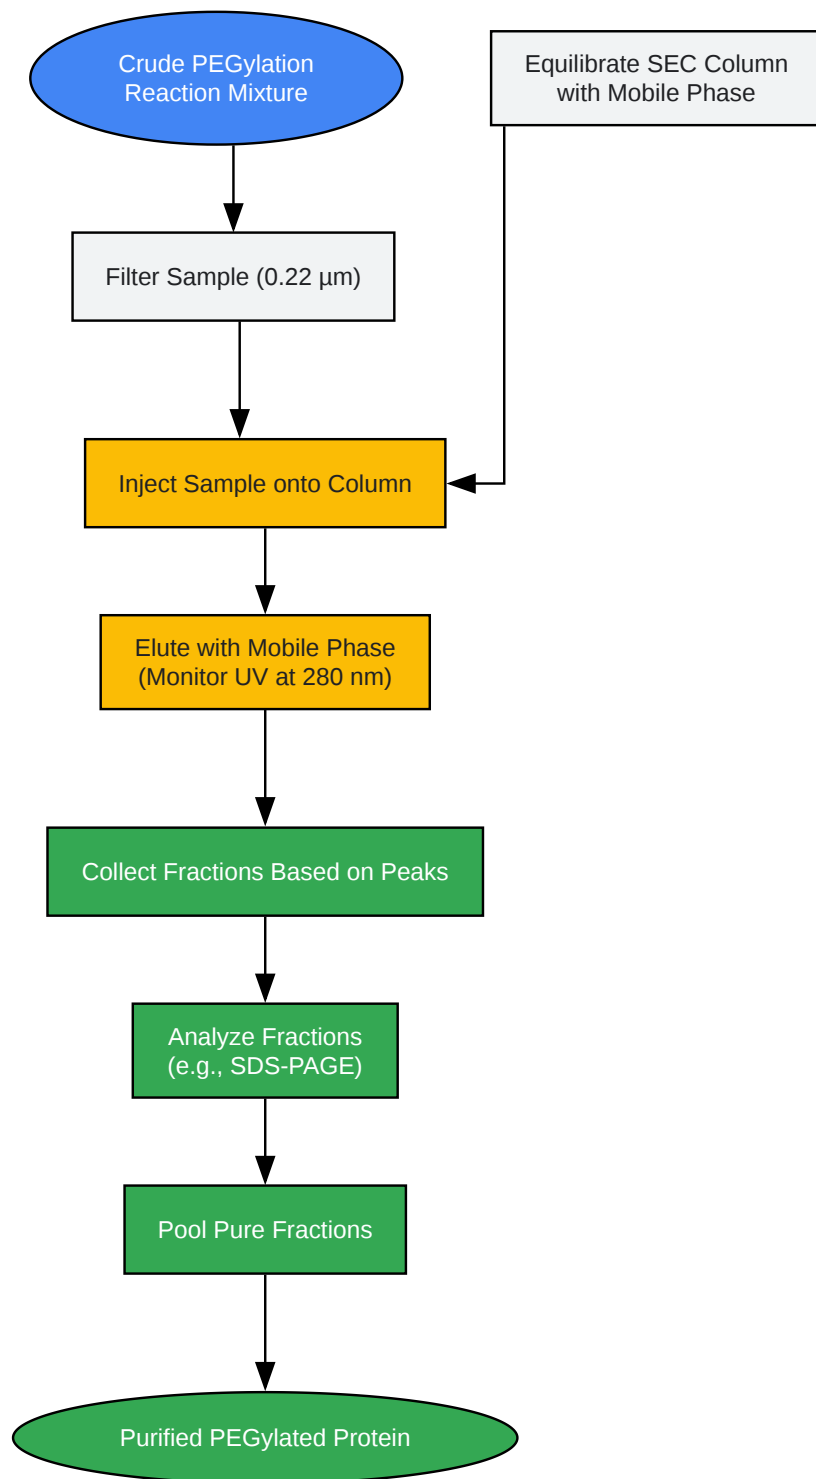 Crude PEGylation
Reaction Mixture
Equilibrate SEC Column
with Mobile Phase
Filter Sample (0.22 µm)
Inject Sample onto Column
Elute with Mobile Phase
(Monitor UV at 280 nm)
Collect Fractions Based on Peaks
Analyze Fractions
(e.g., SDS-PAGE)
Pool Pure Fractions
Purified PEGylated Protein